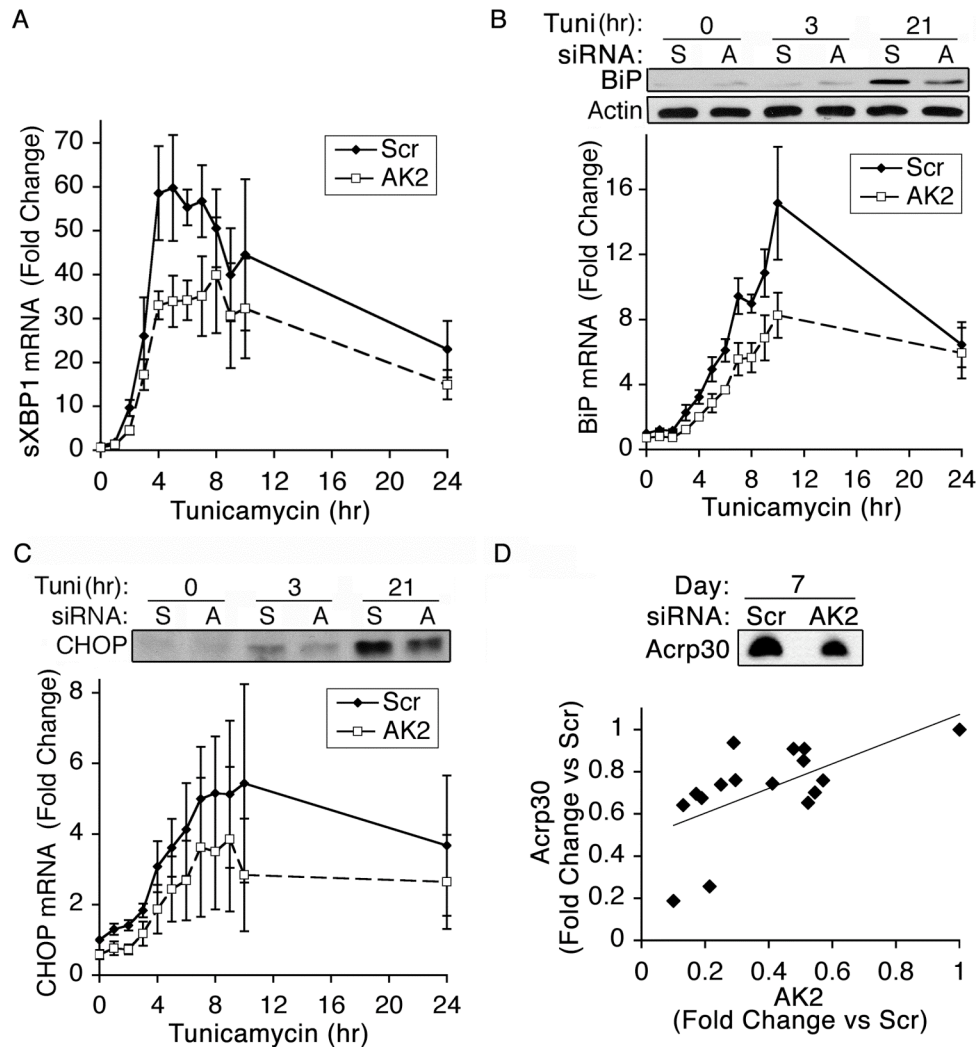 A
sXBP1 mRNA (Fold Change)
70
60
50
40
30
20
10
0
Scr
AK2
0 4 8 12 16 20 24
Tunicamycin (hr)
B
Tuni (hr): 0 3 21
siRNA: S A S A S A
BiP
Actin
BiP mRNA (Fold Change)
16
12
8
4
0
Scr
AK2
0 4 8 12 16 20 24
Tunicamycin (hr)
C
Tuni (hr): 0 3 21
siRNA: S A S A S A
CHOP
CHOP mRNA (Fold Change)
8
6
4
2
0
Scr
AK2
0 4 8 12 16 20 24
Tunicamycin (hr)
D
Day: 7
siRNA: Scr AK2
Acrp30
Acrp30
(Fold Change vs Scr)
1
0.8
0.6
0.4
0.2
0
0 0.2 0.4 0.6 0.8 1
AK2
(Fold Change vs Scr)